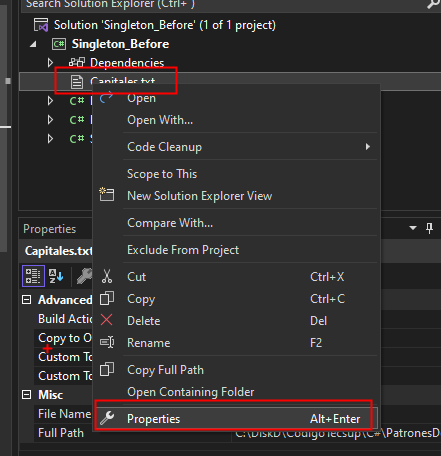 Search Solution Explorer (Ctrl+ )
Solution 'Singleton_Before' (1 of 1 project)
C# Singleton_Before
Dependencies
Capitales.txt
C#
C#
C# S
Open
Open With...
Code Cleanup
Scope to This
New Solution Explorer View
Compare With...
Exclude From Project
Cut Ctrl+X
Copy Ctrl+C
Delete Del
Rename F2
Copy Full Path
Open Containing Folder
Properties Alt+Enter
Properties
Capitales.txt
Advanced
Build Actio
Copy to O
Custom To
Custom To
Misc
File Name
Full Path C:\DiskD\CodigoTecsup\C#\PatronesD